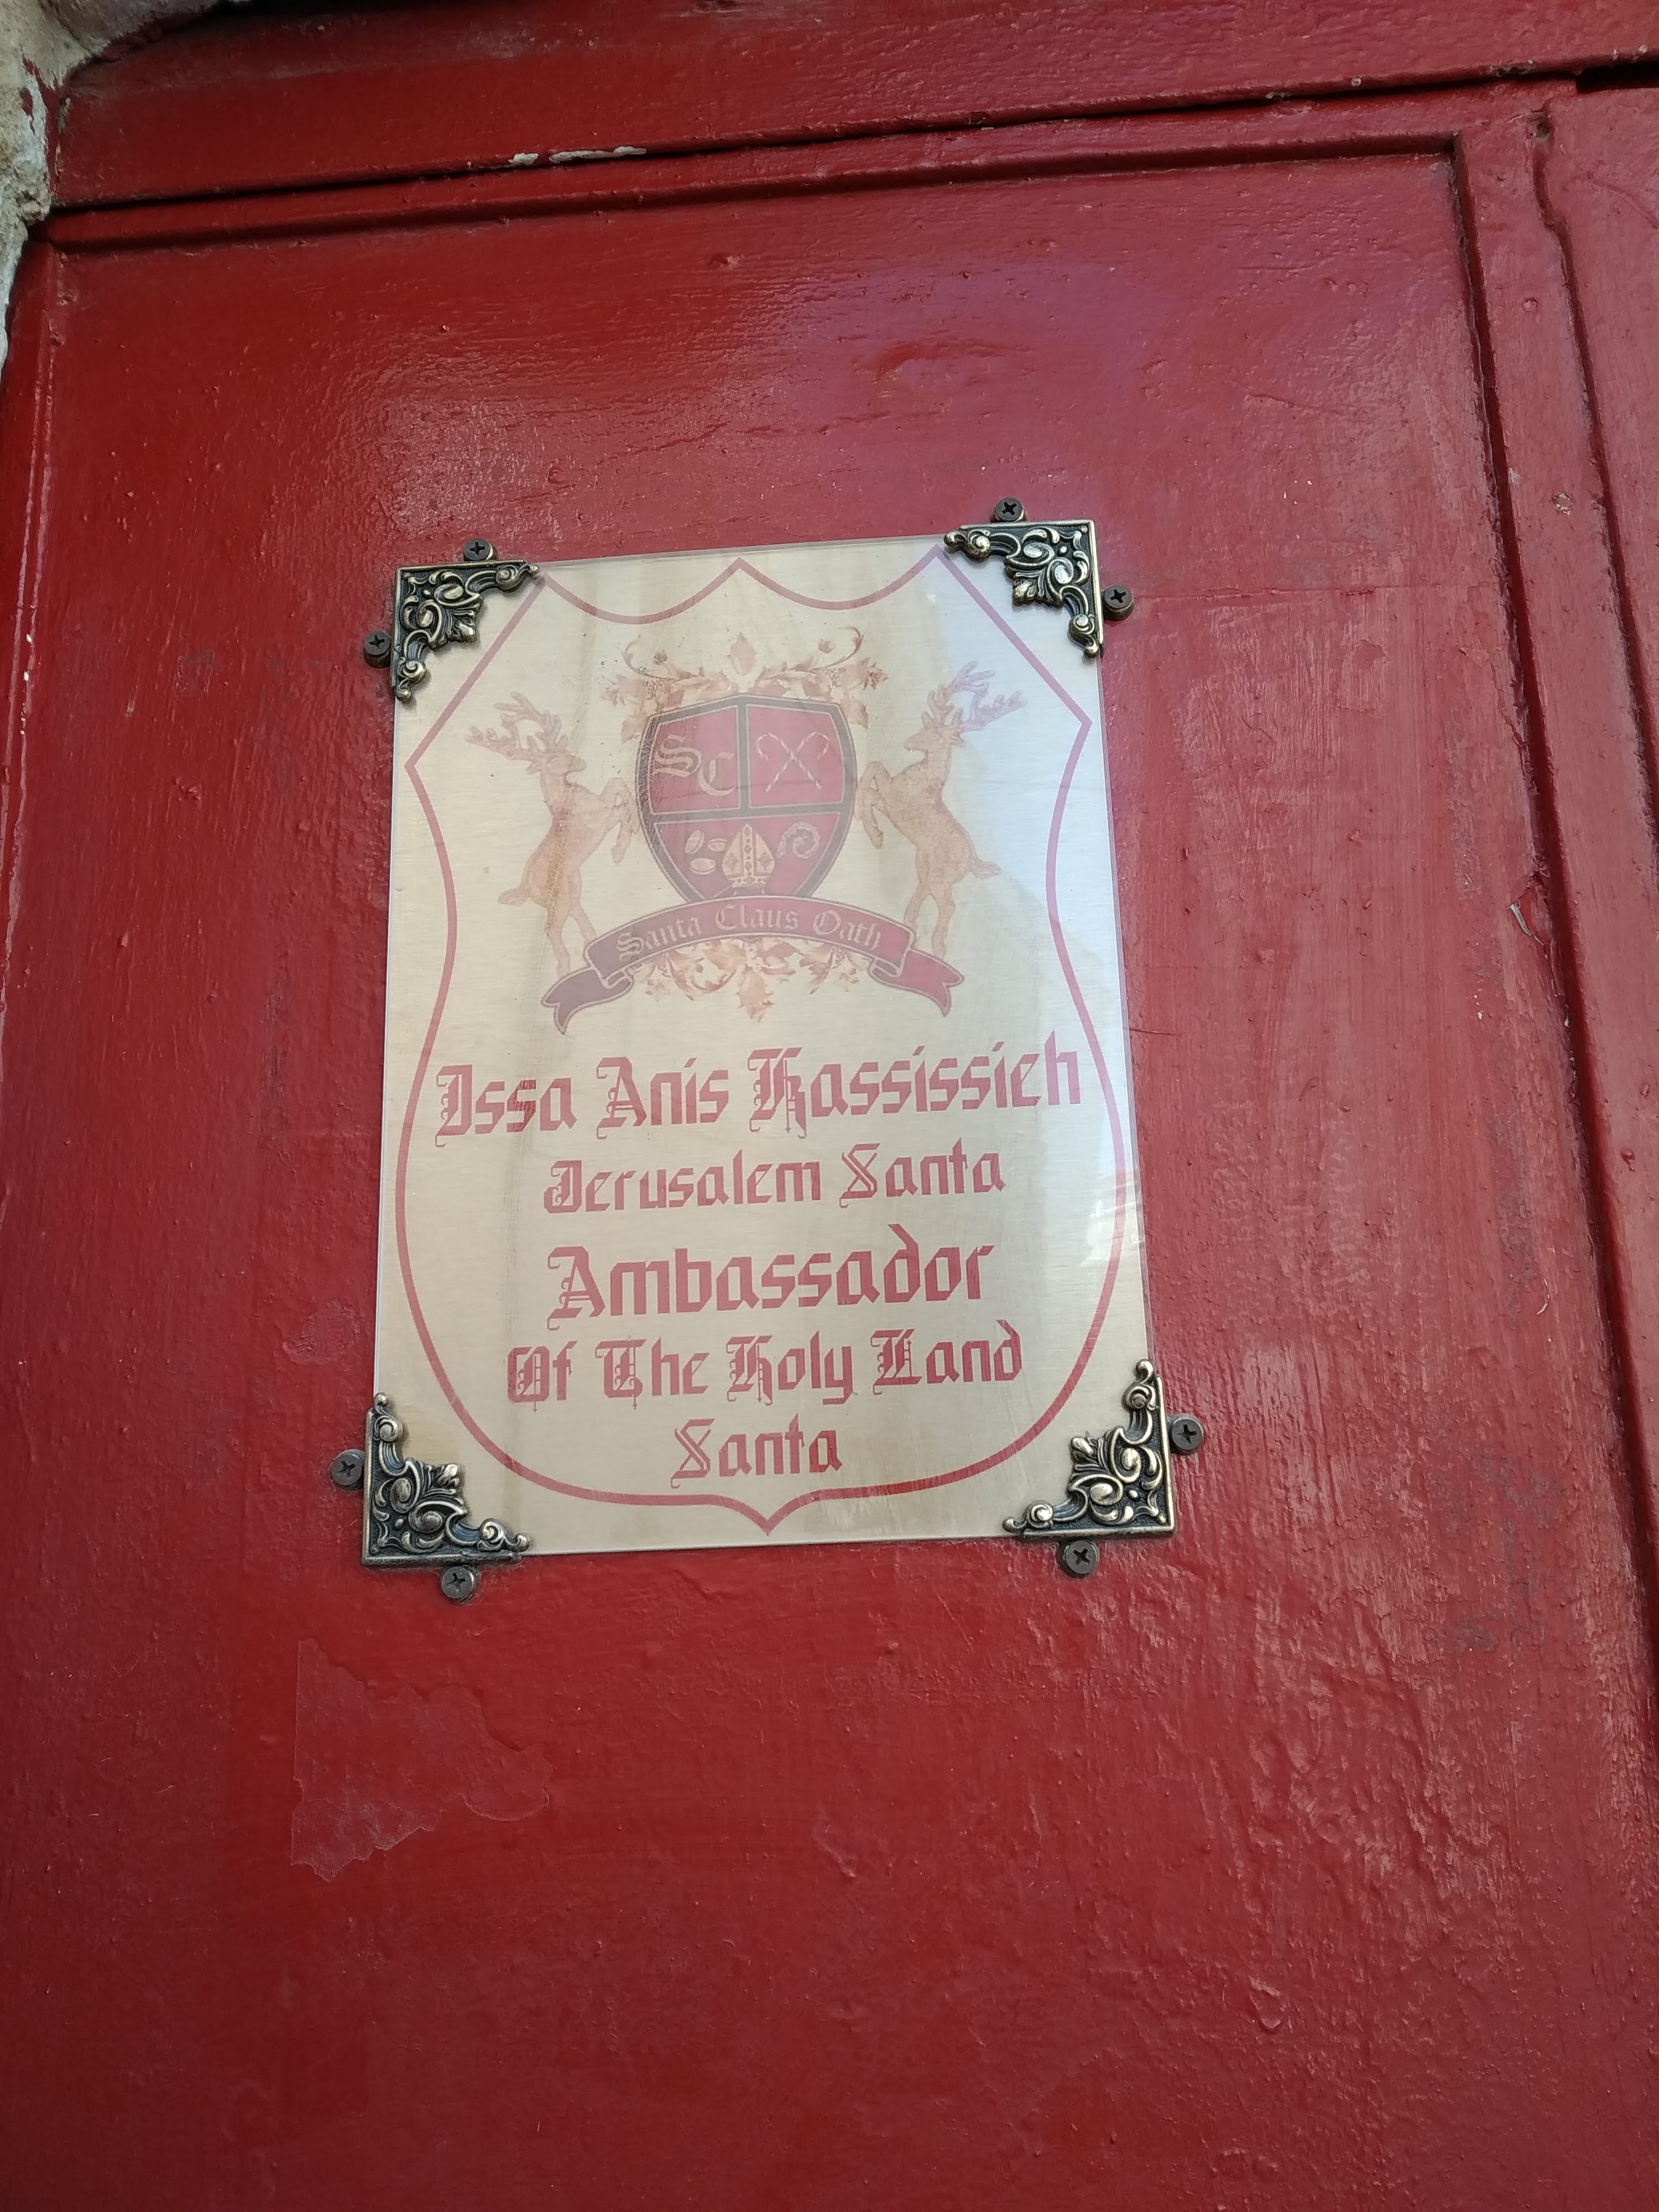 SC
Santa Claus Oath
Issa Anis Kassissieh
Jerusalem Santa
Ambassador
Of The Holy Land
Santa